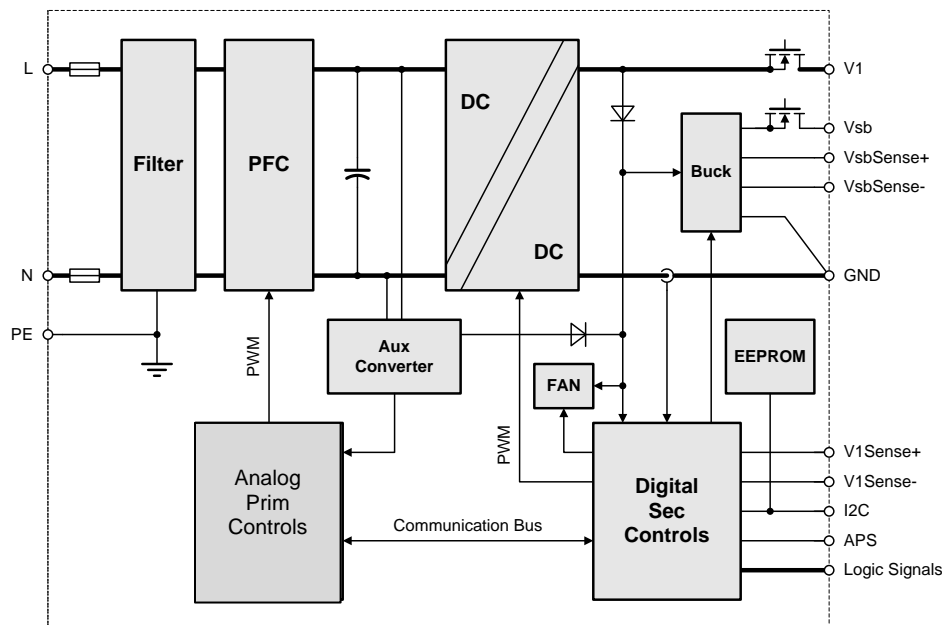 L
Filter
PFC
DC
DC
V1
Vsb
VsbSense+
VsbSense-
Buck
N
GND
PE
PWM
Aux
Converter
FAN
EEPROM
PWM
Analog
Prim
Controls
Communication Bus
Digital
Sec
Controls
V1Sense+
V1Sense-
I2C
APS
Logic Signals